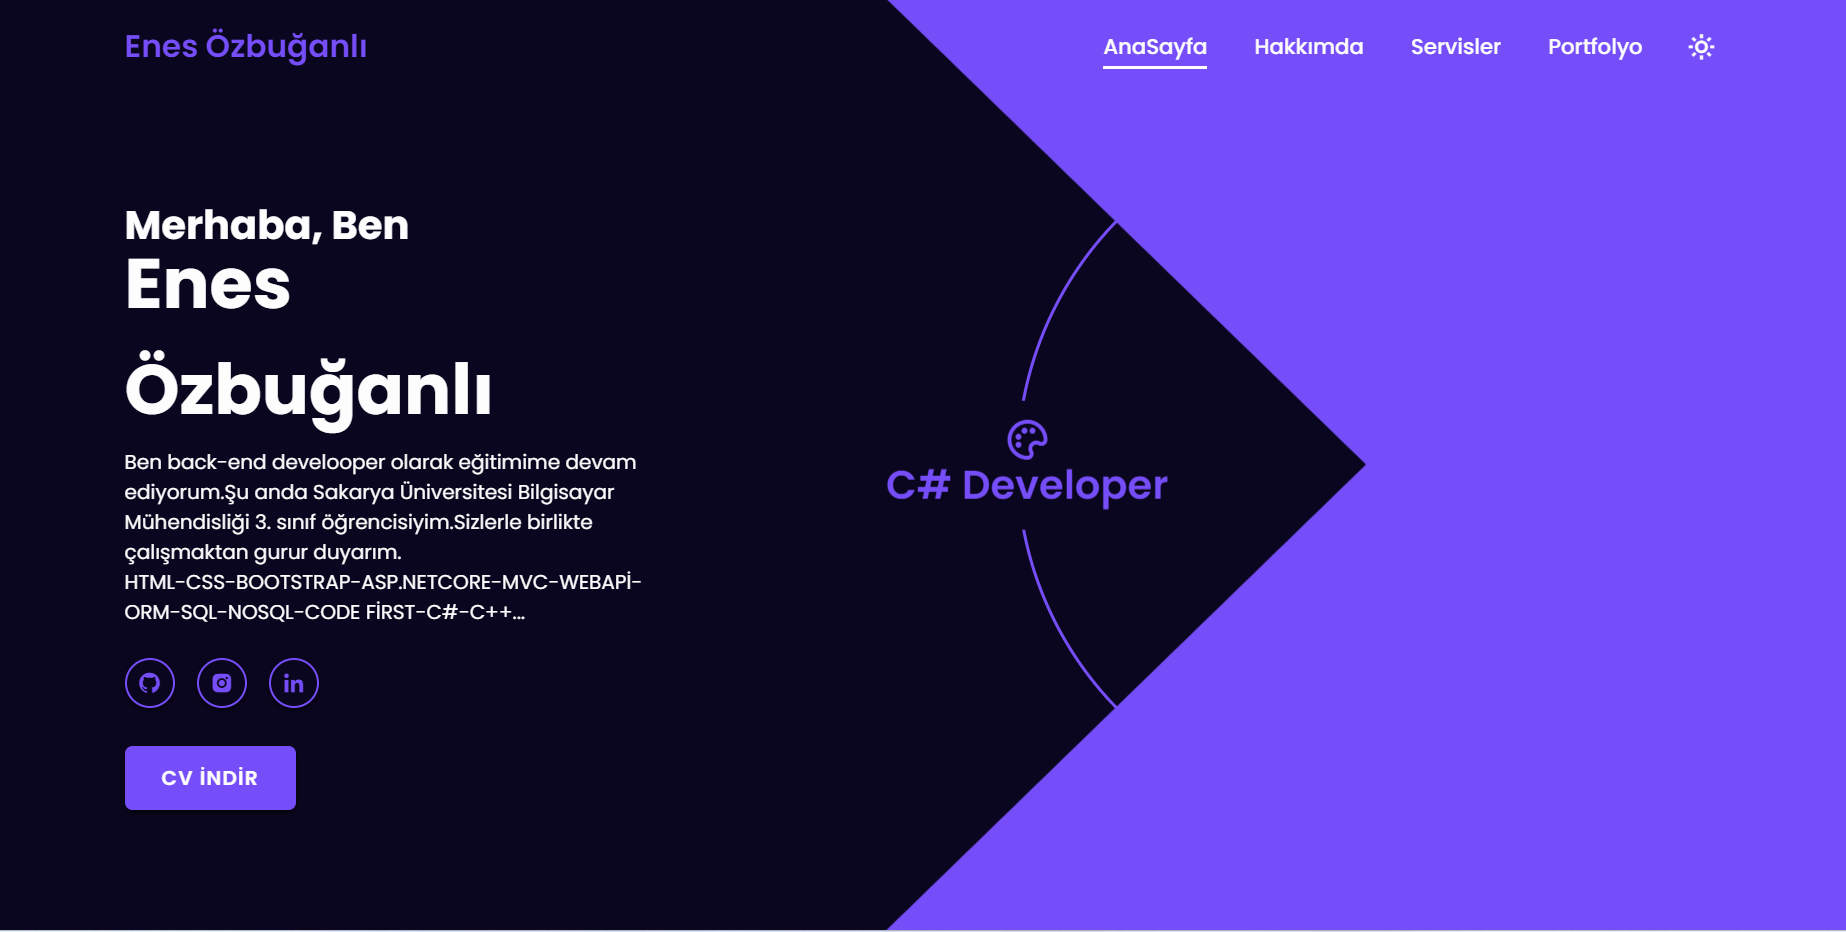 Enes Özbuğanlı
AnaSayfa
Hakkımda
Servisler
Portfolyo
Merhaba, Ben
Enes
Özbuğanlı
Ben back-end develooper olarak eğitimime devam
ediyorum.Şu anda Sakarya Üniversitesi Bilgisayar
Mühendisliği 3. sınıf öğrencisiyim.Sizlerle birlikte
çalışmaktan gurur duyarım.
HTML-CSS-BOOTSTRAP-ASP.NETCORE-MVC-WEBAPİ-
ORM-SQL-NOSQL-CODE FİRST-C#-C++...
in
CV İNDİR
C# Developer